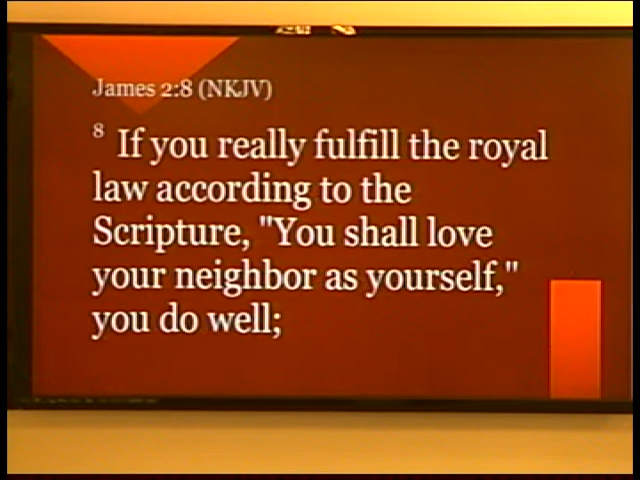 James 2:8 (NKJV)
8 If you really fulfill the royal
law according to the
Scripture, "You shall love
your neighbor as yourself,"
you do well;